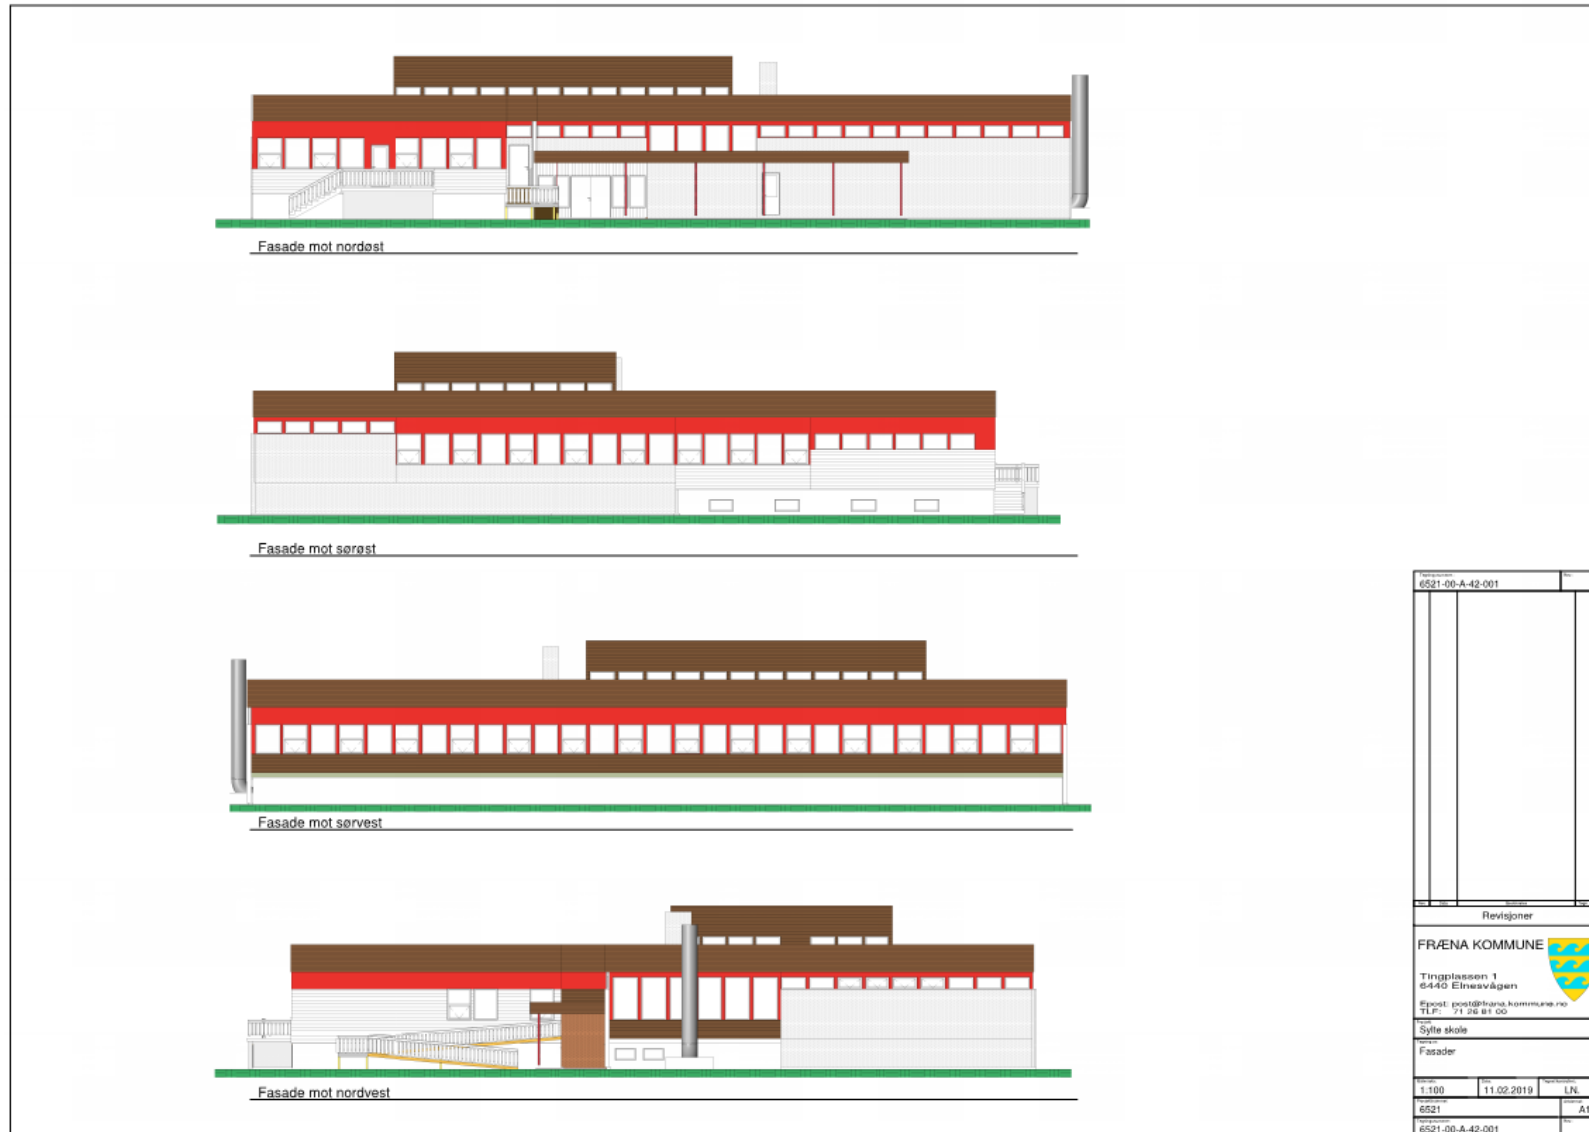 Fasade mot nordøst
Fasade mot sørøst
Fasade mot sørvest
Fasade mot nordvest
6521-00-A-42-001
Revisjoner
FRÆNA KOMMUNE
Tingplassen 1
6440 Elnesvågen
Epost: post@frana.kommune.no
TLF: 71 26 81 00
Sylte skole
Fasader
1:100 11.02.2019 LN.
6521 A1
6521-00-A-42-001